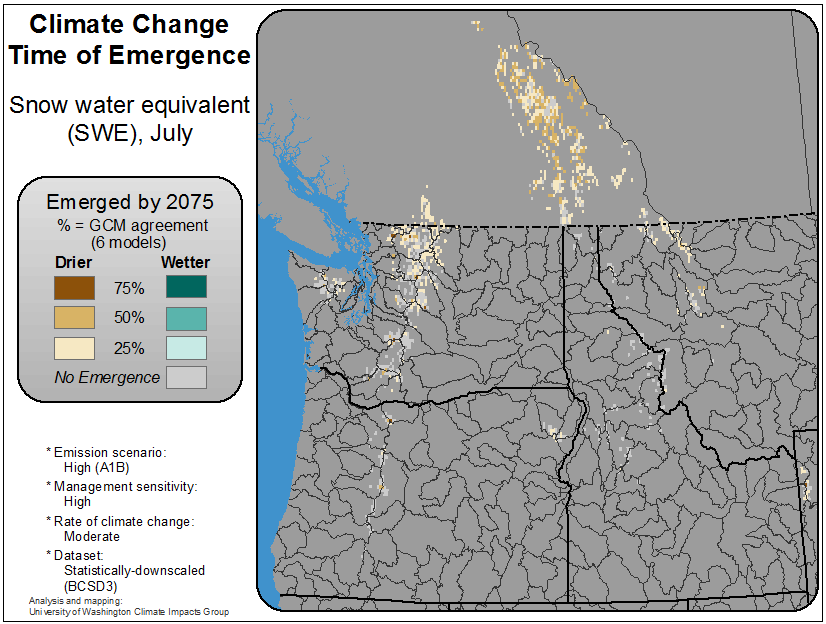 Climate Change
Time of Emergence
Snow water equivalent
(SWE), July
Emerged by 2075
% = GCM agreement
(6 models)
Drier Wetter
75%
50%
25%
No Emergence
* Emission scenario:
High (A1B)
* Management sensitivity:
High
* Rate of climate change:
Moderate
* Dataset:
Statistically-downscaled
(BCSD3)
Analysis and mapping:
University of Washington Climate Impacts Group